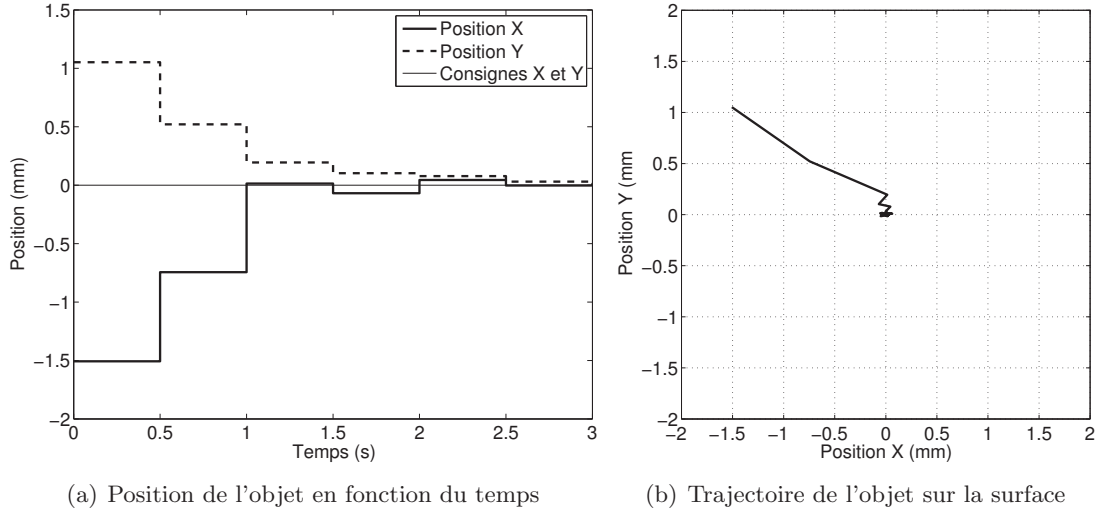 1.5
1
0.5
0
−0.5
−1
−1.5
−2
Position (mm)
Position X
Position Y
Consignes X et Y
0 0.5 1 1.5 2 2.5 3
Temps (s)
(a) Position de l'objet en fonction du temps
2
1.5
1
0.5
0
−0.5
−1
−1.5
−2
Position Y (mm
−2 −1.5 −1 −0.5 0 0.5 1 1.5 2
Position X (mm)
(b) Trajectoire de l'objet sur la surface